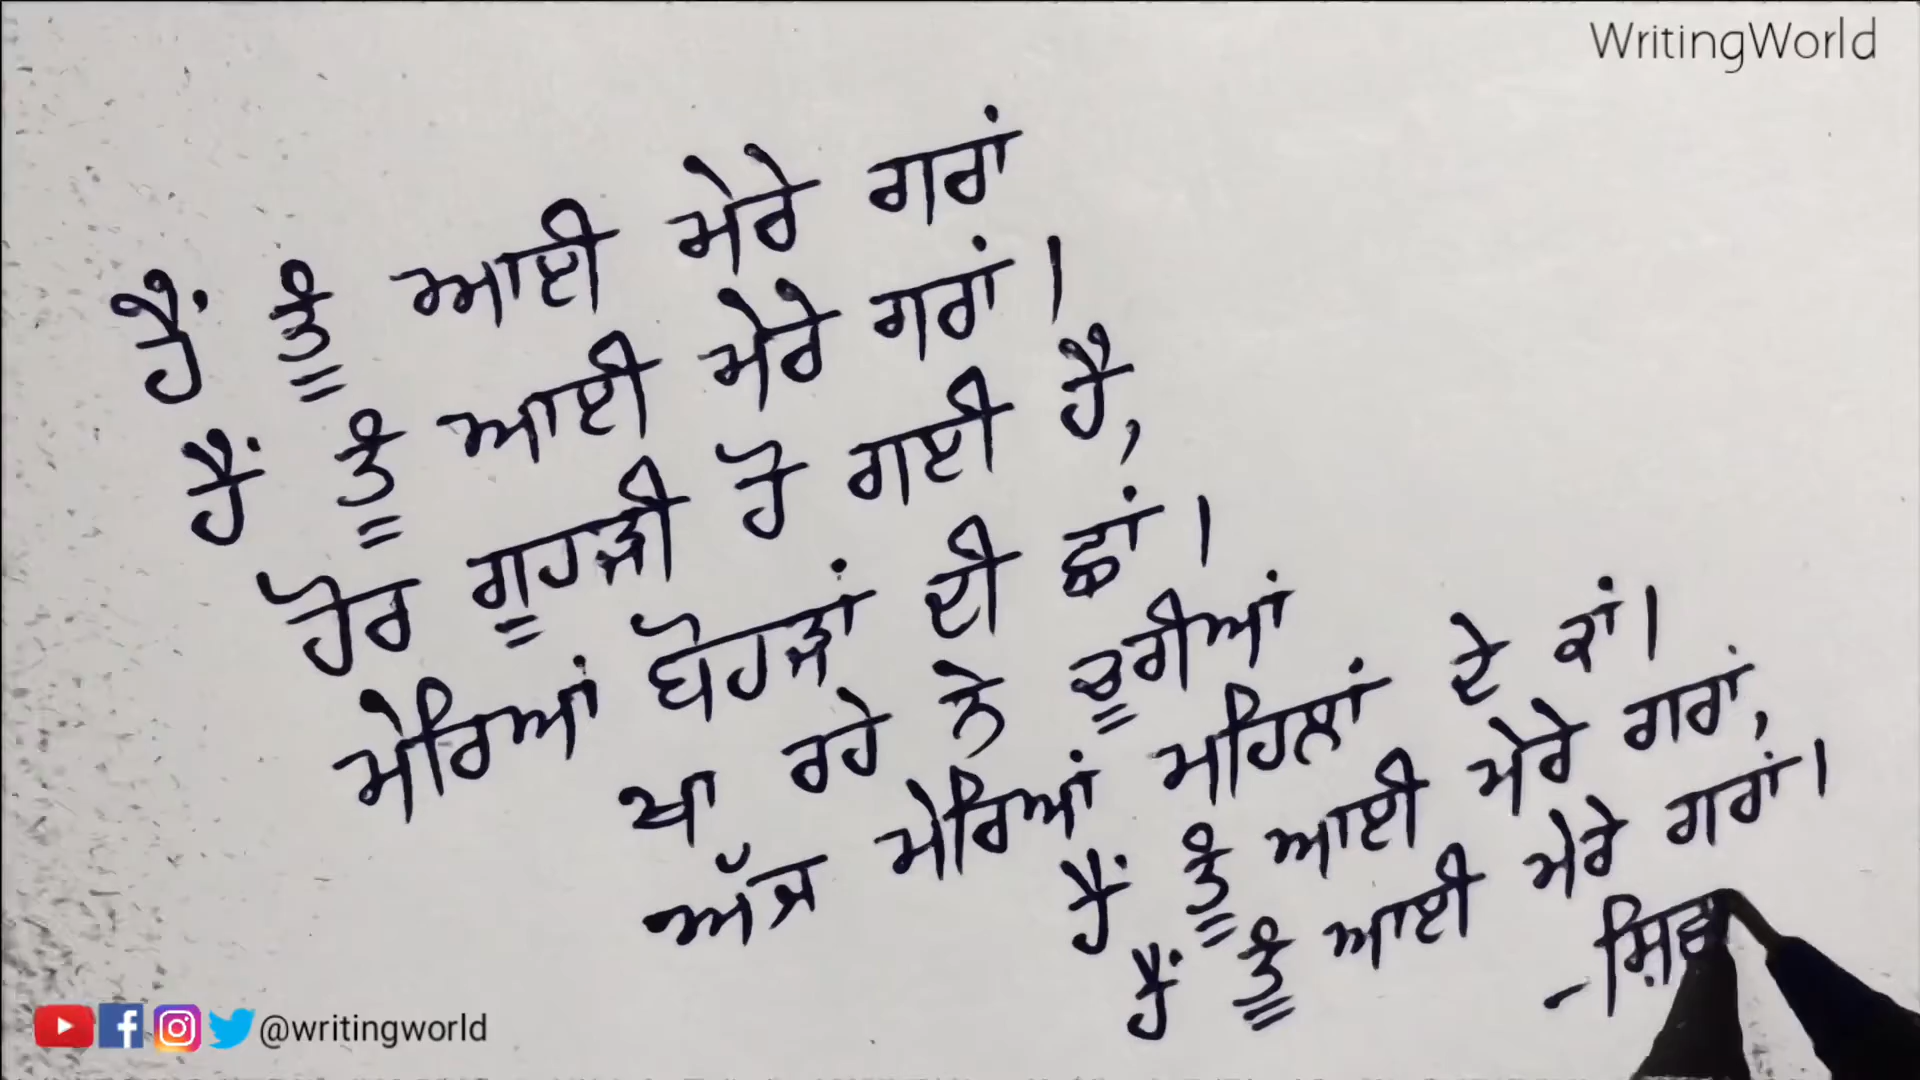 WritingWorld
ਹੈਂ ਤੂੰ ਆਈ ਮੇਰੇ ਗਰਾਂ
ਹੈਂ ਤੂੰ ਆਈ ਮੇਰੇ ਗਰਾਂ।
ਹੋਰ ਗੂਹੜੀ ਹੋ ਗਈ ਹੈ,
ਮੇਰਿਆਂ ਬੋਹੜਾਂ ਦੀ ਛਾਂ।
ਖਾ ਰਹੇ ਨੇ ਚੂਰੀਆਂ
ਅੱਜ ਮੇਰਿਆਂ ਮਹਿਲਾਂ ਦੇ ਕਾਂ।
ਹੈਂ ਤੂੰ ਆਈ ਮੇਰੇ ਗਰਾਂ,
ਹੈਂ ਤੂੰ ਆਈ ਮੇਰੇ ਗਰਾਂ।
-ਸ਼ਿਵ
@writingworld